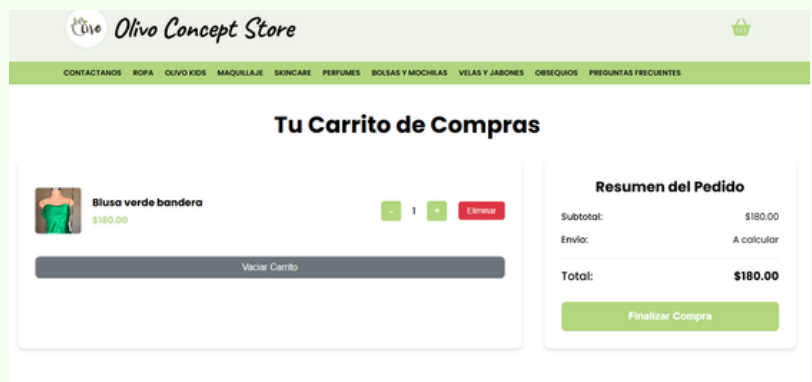 Olivo Olivo Concept Store
CONTACTANOS ROPA OLIVO KIDS MAQUILLAJE SKINCARE PERFUMES BOLSAS Y MOCHILAS VELAS Y JABONES OBSEQUIOS PREGUNTAS FRECUENTES
Tu Carrito de Compras
Blusa verde bandera
$180.00
- 1 + Eliminar
Vaciar Carrito
Resumen del Pedido
Subtotal: $180.00
Envío: A calcular
Total: $180.00
Finalizar Compra